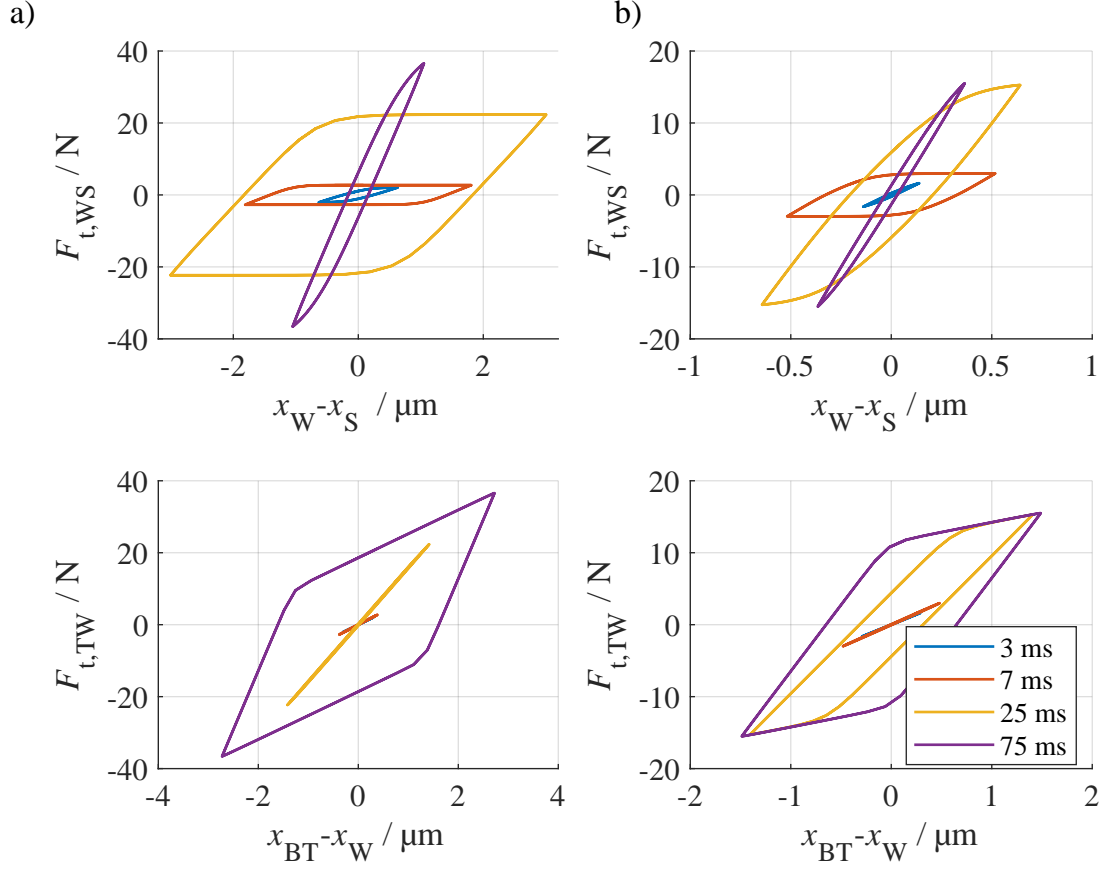 a)
b)
40
20
0
-20
-40
F_t,WS / N
-2
0
2
x_W-x_S / μm
20
10
0
-10
-20
F_t,WS / N
-1
-0.5
0
0.5
1
x_W-x_S / μm
40
20
0
-20
-40
F_t,TW / N
-4
-2
0
2
4
x_BT-x_W / μm
20
10
0
-10
-20
F_t,TW / N
-2
-1
0
1
2
x_BT-x_W / μm
3 ms
7 ms
25 ms
75 ms